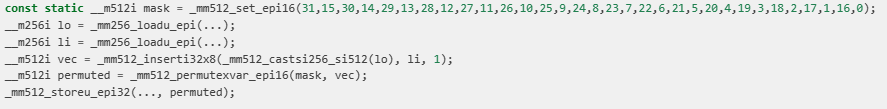 const static __m512i mask = _mm512_set_epi16(31,15,30,14,29,13,28,12,27,11,26,10,25,9,24,8,23,7,22,6,21,5,20,4,19,3,18,2,17,1,16,0);
__m256i lo = _mm256_loadu_epi(...);
__m256i li = _mm256_loadu_epi(...);
__m512i vec = _mm512_inserti32x8(_mm512_castsi256_si512(lo), li, 1);
__m512i permuted = _mm512_permutexvar_epi16(mask, vec);
_mm512_storeu_epi32(..., permuted);